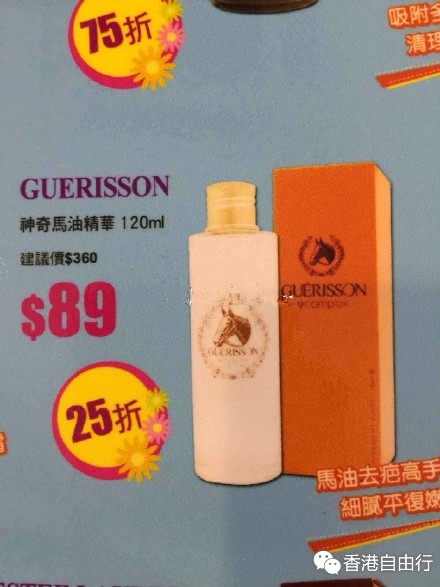 75折
吸附多
清理
GUERISSON
神奇馬油精華 120ml
建議價$360
$89
25折
GUERISSON
GUERISSON
9complex
馬油去疤高手
細膩平復嫩
香港自由行